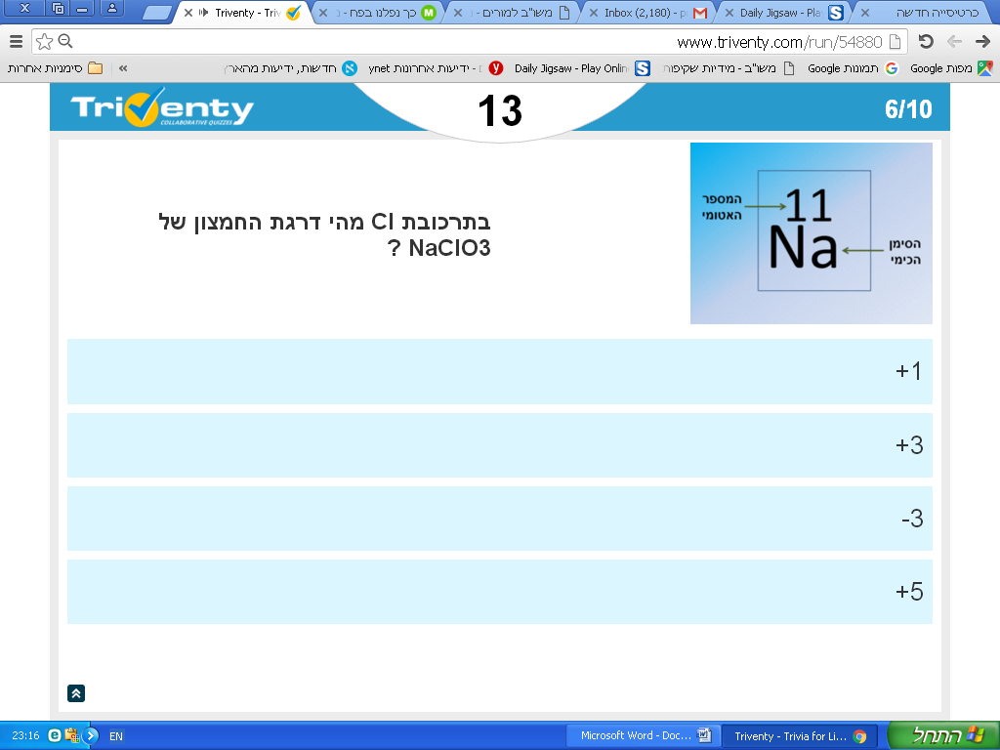 Triventy - Triv
כך נפלנו בפח -
משו"ב למורים -
Inbox (2,180) - p
Daily Jigsaw - Pla
כרטיסייה חדשה
www.triventy.com/run/54880
סימניות אחרות
»
חדשות, ידיעות מהארץ
ynet - ידיעות אחרונות
Daily Jigsaw - Play Onlin
משו"ב - מידיות שקיפות
תמונות Google
מפות Google
Triventy
COLLABORATIVE QUIZZES
13
6/10
בתרכובת Cl מהי דרגת החמצון של
NaClO3 ?
המספר
האטומי
11
Na
הסימן
הכימי
+1
+3
-3
+5
23:16
EN
Microsoft Word - Doc...
Triventy - Trivia for Li...
התחל